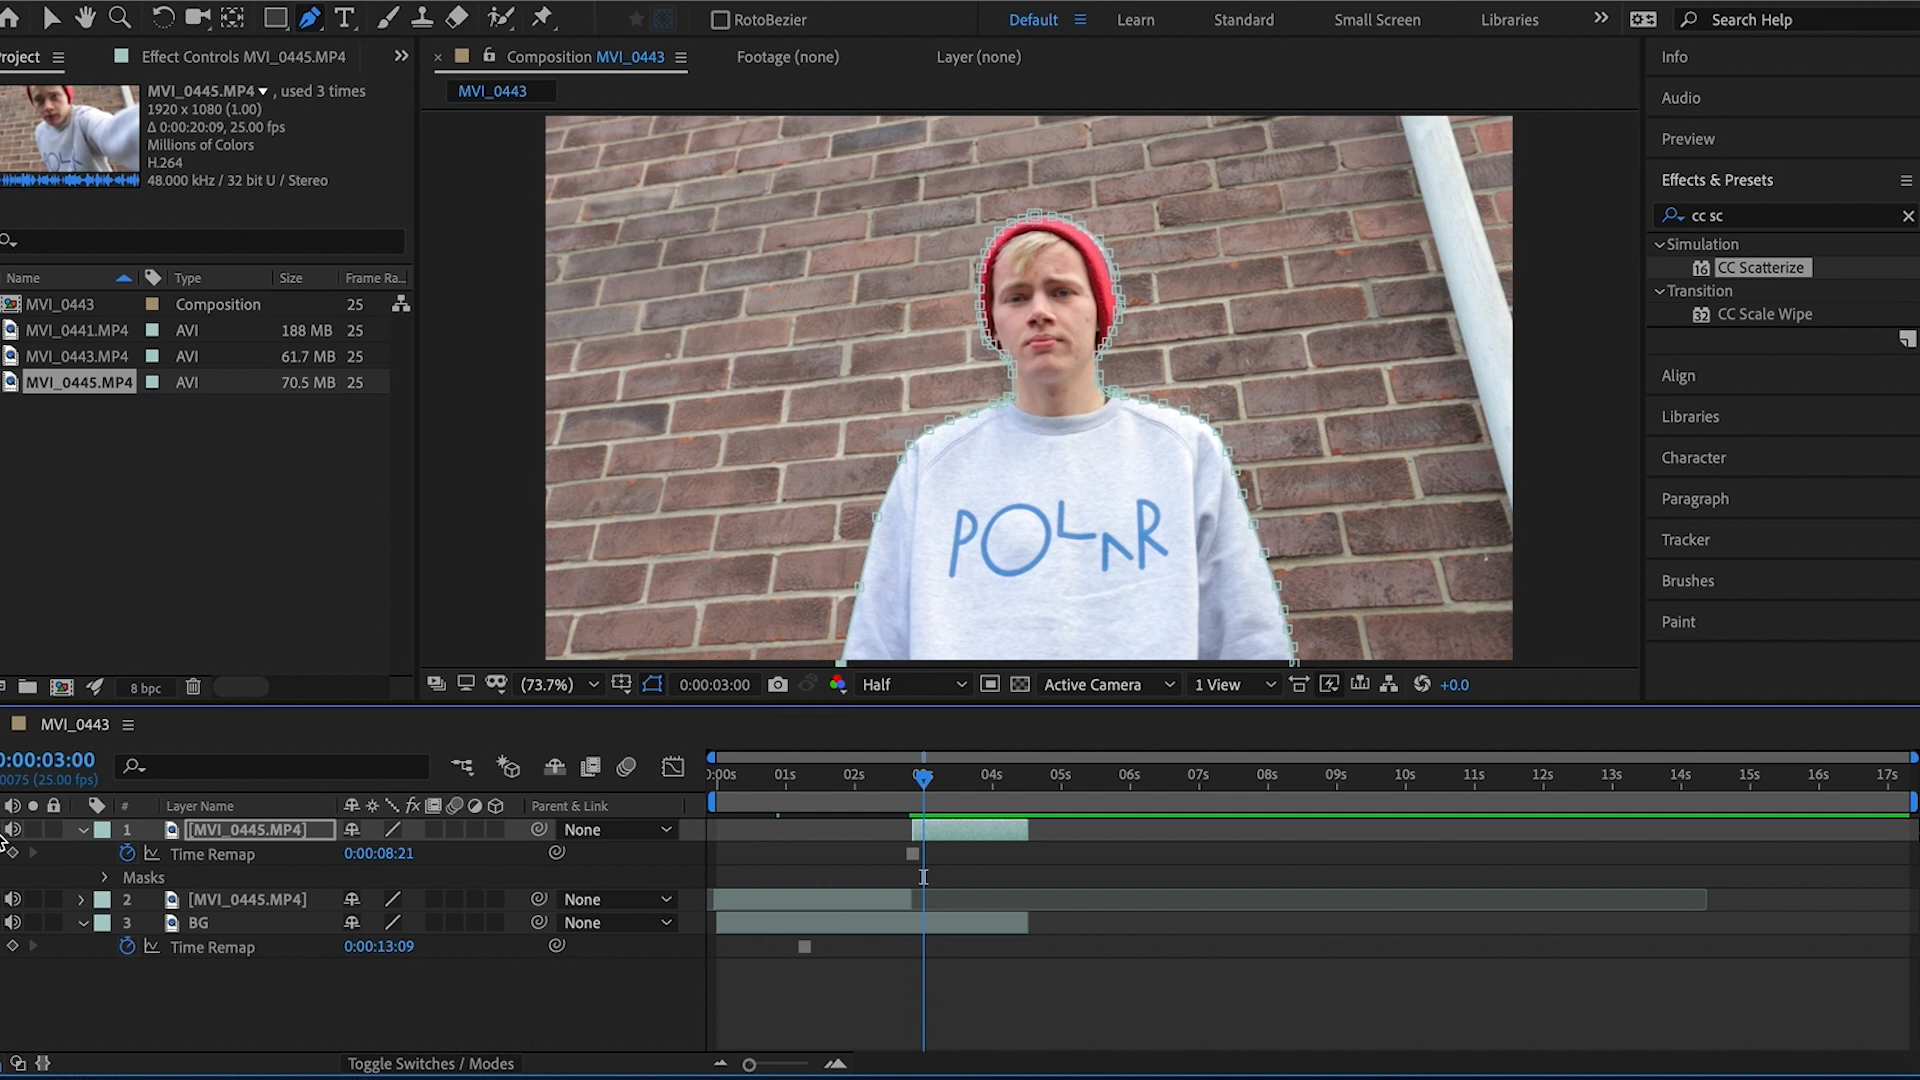 RotoBezier
Default
Learn
Standard
Small Screen
Libraries
Search Help
roject
Effect Controls MVI_0445.MP4
Composition MVI_0443
Footage (none)
Layer (none)
MVI_0443
MVI_0445.MP4 , used 3 times
1920 x 1080 (1.00)
Δ 0:00:20:09, 25.00 fps
Millions of Colors
H.264
48.000 kHz / 32 bit U / Stereo
Name Type Size Frame Ra...
MVI_0443 Composition 25
MVI_0441.MP4 AVI 188 MB 25
MVI_0443.MP4 AVI 61.7 MB 25
MVI_0445.MP4 AVI 70.5 MB 25
8 bpc
POLAR
(73.7%) 0:00:03:00 Half Active Camera 1 View +0.0
Info
Audio
Preview
Effects & Presets
cc sc
Simulation
16 CC Scatterize
Transition
32 CC Scale Wipe
Align
Libraries
Character
Paragraph
Tracker
Brushes
Paint
MVI_0443
0:00:03:00
0075 (25.00 fps)
0:00s 01s 02s 04s 05s 06s 07s 08s 09s 10s 11s 12s 13s 14s 15s 16s 17s
# Layer Name fx Parent & Link
1 [MVI_0445.MP4] None
Time Remap 0:00:08:21
Masks
2 [MVI_0445.MP4] None
3 BG None
Time Remap 0:00:13:09
Toggle Switches / Modes